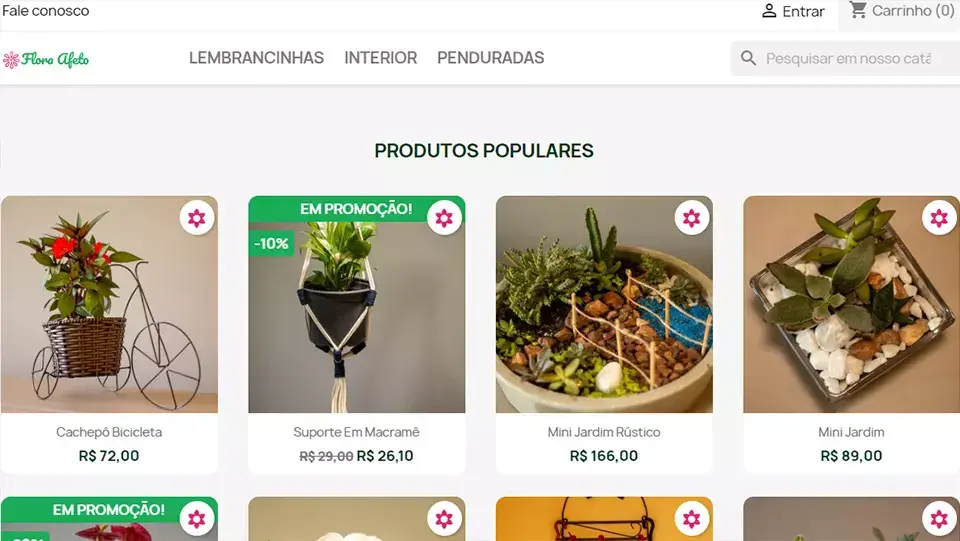 Fale conosco
Entrar
Carrinho (0)
Flora Afeto
LEMBRANCINHAS
INTERIOR
PENDURADAS
Pesquisar em nosso catá
PRODUTOS POPULARES
EM PROMOÇÃO!
-10%
Cachepô Bicicleta
Suporte Em Macramê
Mini Jardim Rústico
Mini Jardim
R$ 72,00
R$ 29,00 R$ 26,10
R$ 166,00
R$ 89,00
EM PROMOÇÃO!